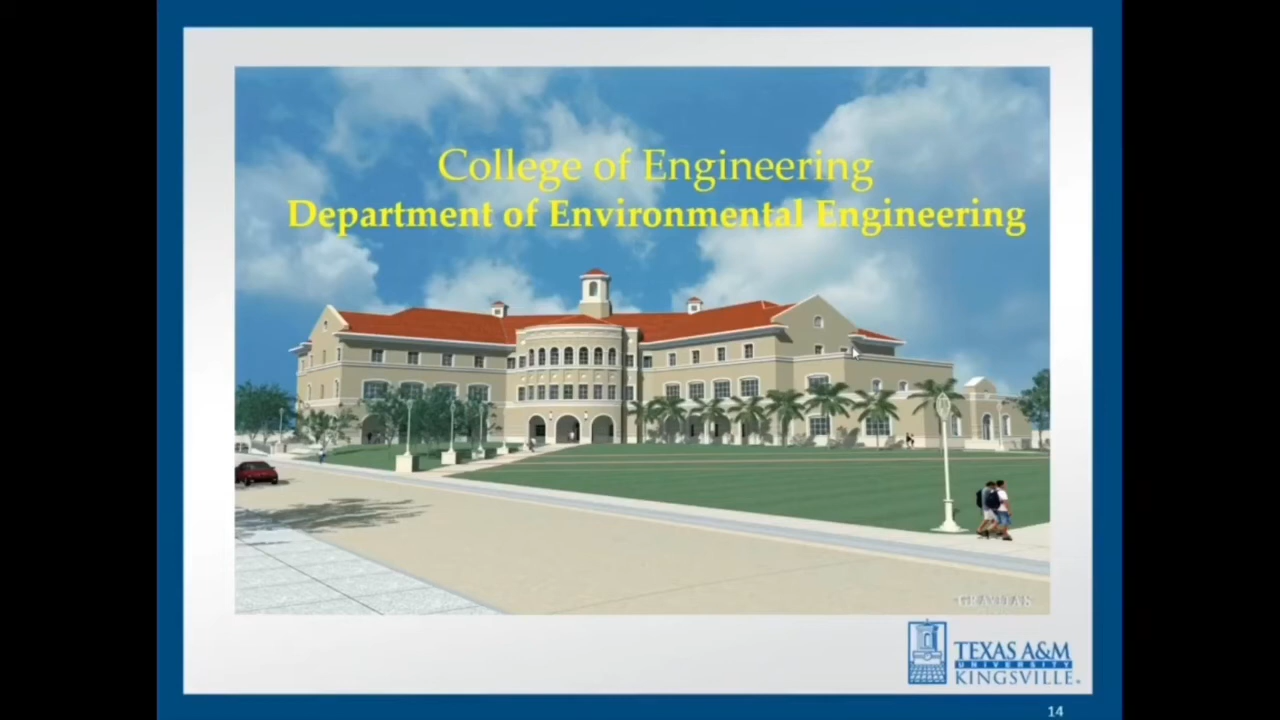 College of Engineering
Department of Environmental Engineering
TEXAS A&M
UNIVERSITY
KINGSVILLE
14